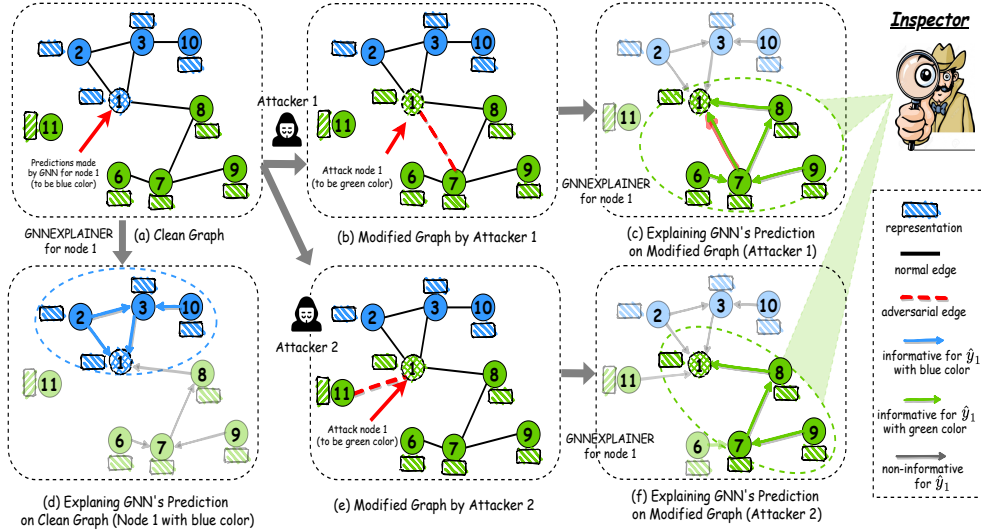 2
3
10
1
8
11
6
7
9
Predictions made
by GNN for node 1
(to be blue color)
(a) Clean Graph
Attacker 1
2
3
10
1
8
11
6
7
9
Attack node 1
(to be green color)
(b) Modified Graph by Attacker 1
2
3
10
1
8
11
6
7
9
GNNEXPLAINER
for node 1
(c) Explaining GNN's Prediction
on Modified Graph (Attacker 1)
Inspector
GNNEXPLAINER
for node 1
2
3
10
1
8
11
6
7
9
(d) Explaning GNN's Prediction
on Clean Graph (Node 1 with blue color)
Attacker 2
2
3
10
1
8
11
6
7
9
Attack node 1
(to be green color)
(e) Modified Graph by Attacker 2
2
3
10
1
8
11
6
7
9
GNNEXPLAINER
for node 1
(f) Explaining GNN's Prediction
on Modified Graph (Attacker 2)
representation
normal edge
adversarial edge
informative for ŷ₁
with blue color
informative for ŷ₁
with green color
non-informative
for ŷ₁